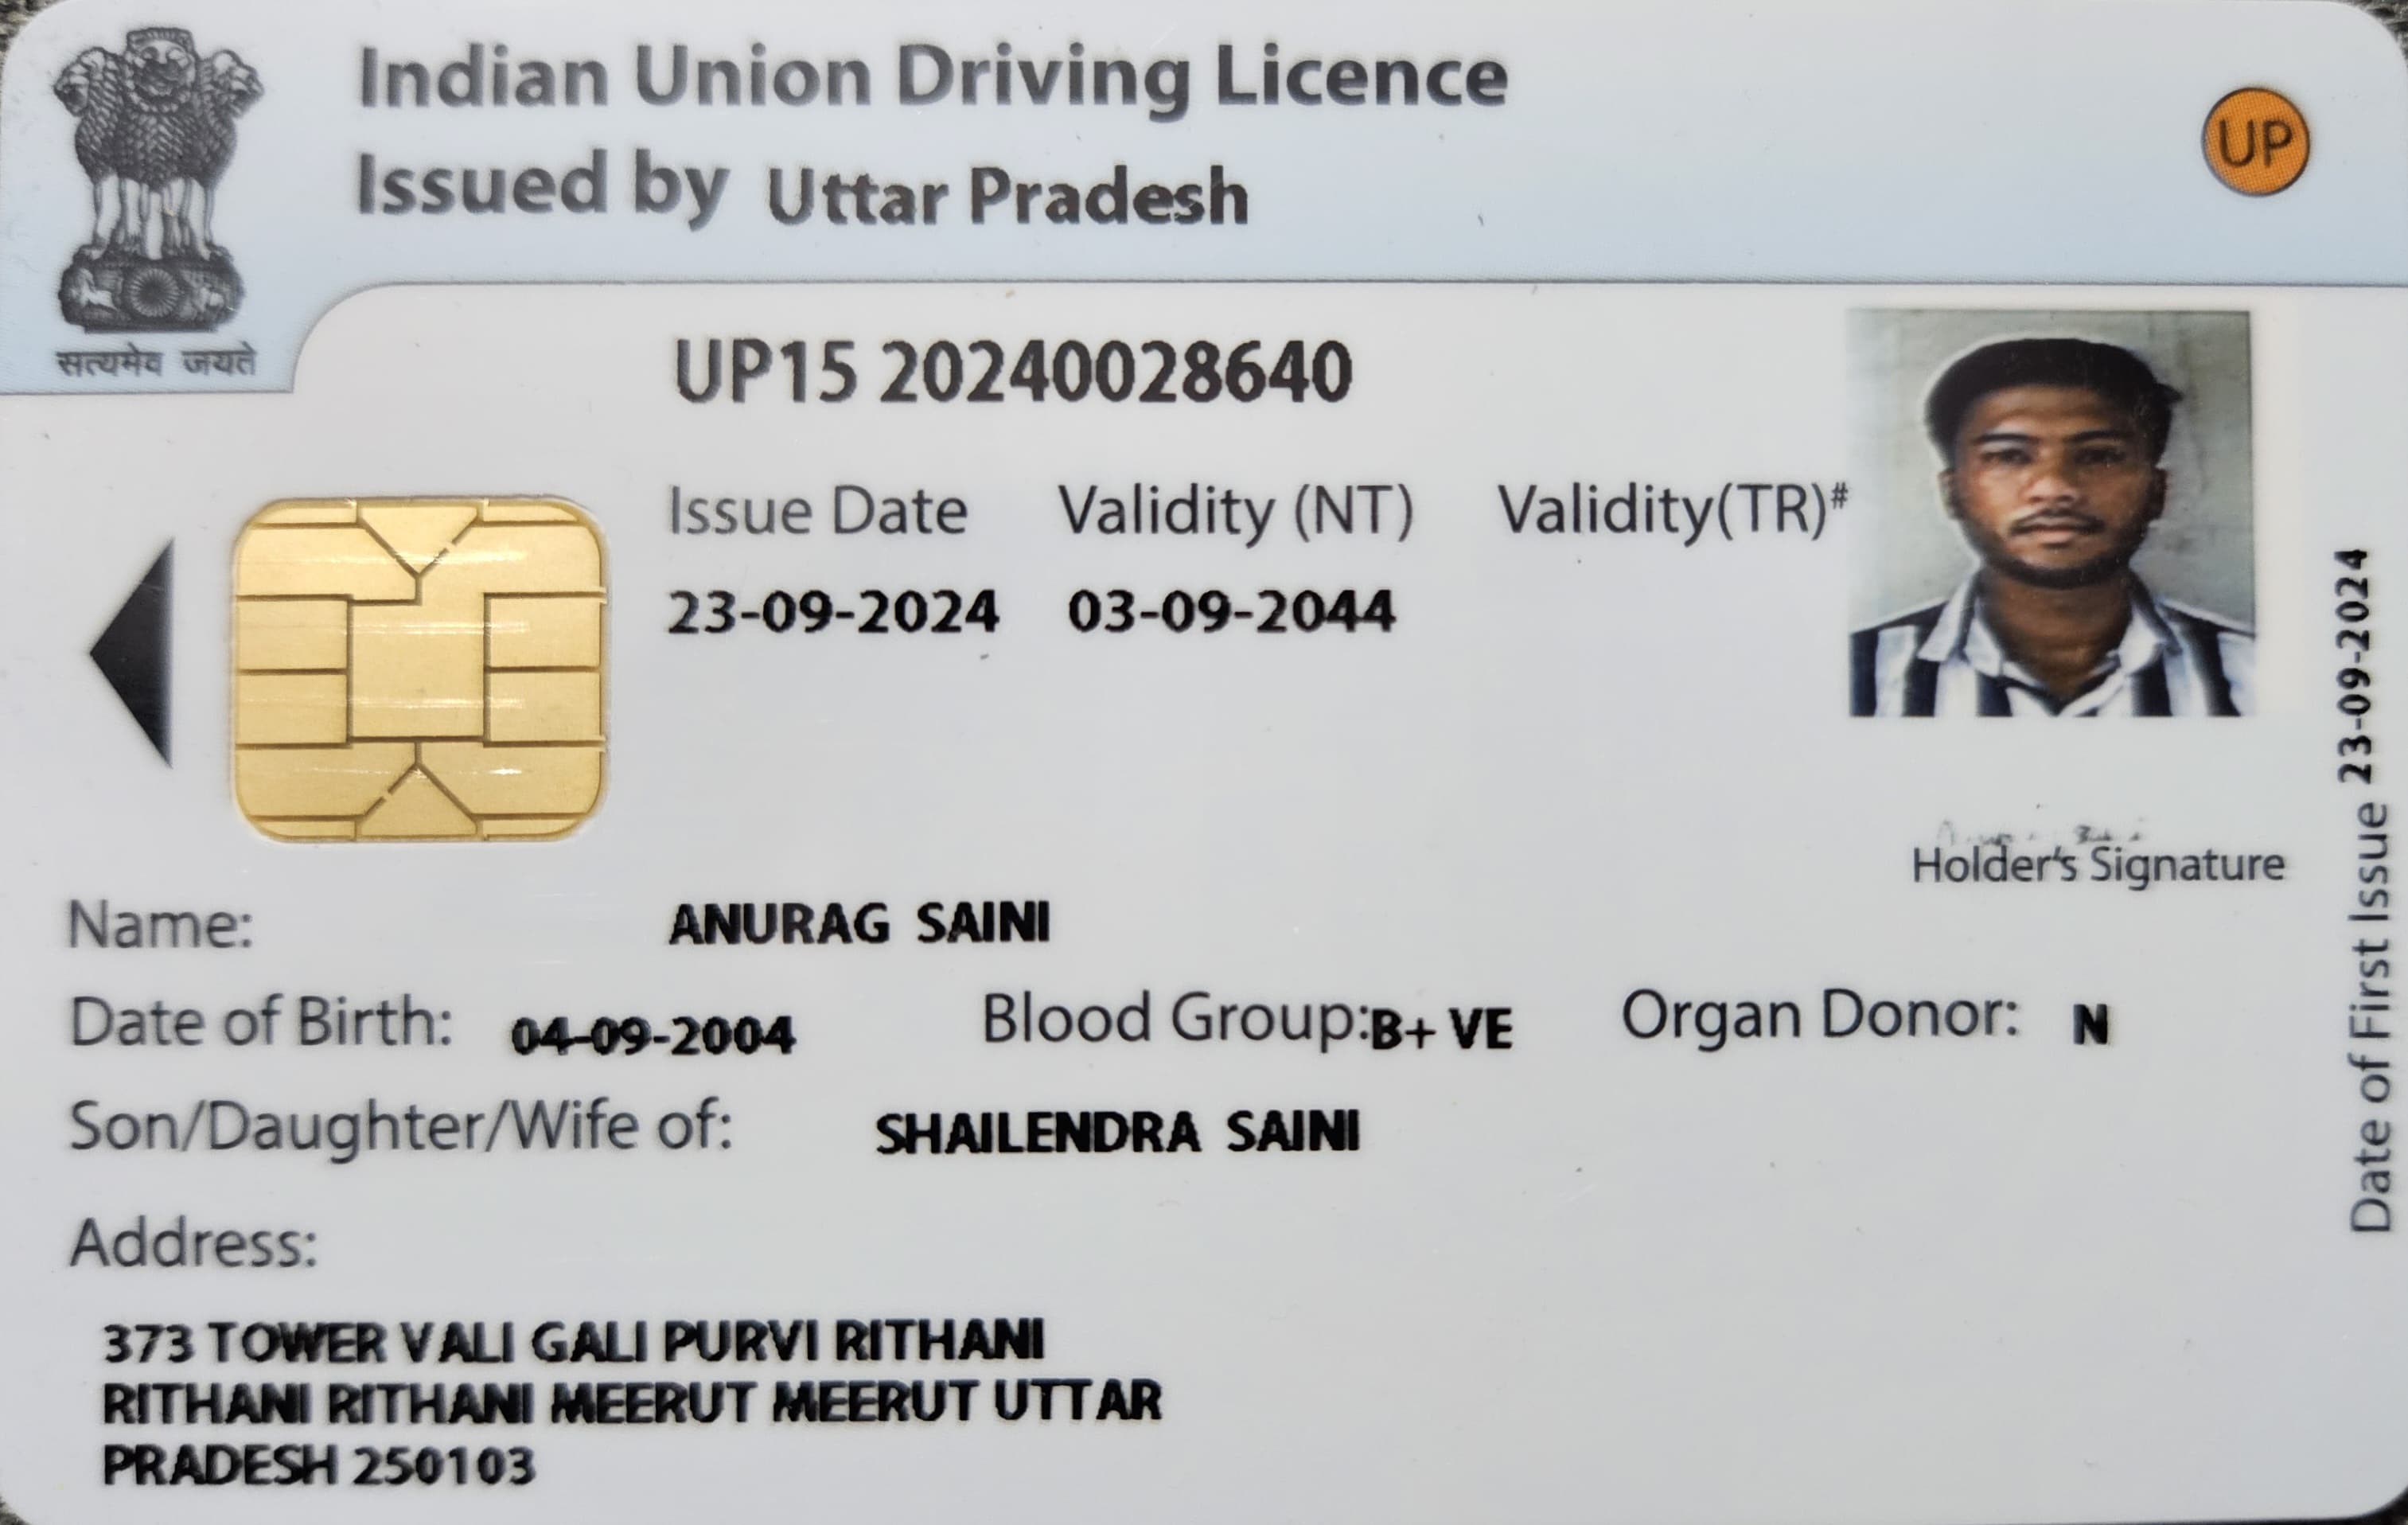 Indian Union Driving Licence
Issued by Uttar Pradesh
UP
सत्यमेव जयते
UP15 20240028640
Issue Date Validity (NT) Validity(TR)#
23-09-2024 03-09-2044
Holder's Signature
Date of First Issue 23-09-2024
Name: ANURAG SAINI
Date of Birth: 04-09-2004 Blood Group: B+ VE Organ Donor: N
Son/Daughter/Wife of: SHAILENDRA SAINI
Address:
373 TOWER VALI GALI PURVI RITHANI
RITHANI RITHANI MEERUT MEERUT UTTAR
PRADESH 250103